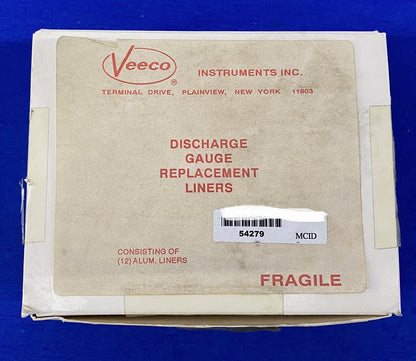 Veeco®
INSTRUMENTS INC.
TERMINAL DRIVE, PLAINVIEW, NEW YORK 11803
DISCHARGE
GAUGE
REPLACEMENT
LINERS
54279 MCID
CONSISTING OF
(12) ALUM. LINERS
FRAGILE